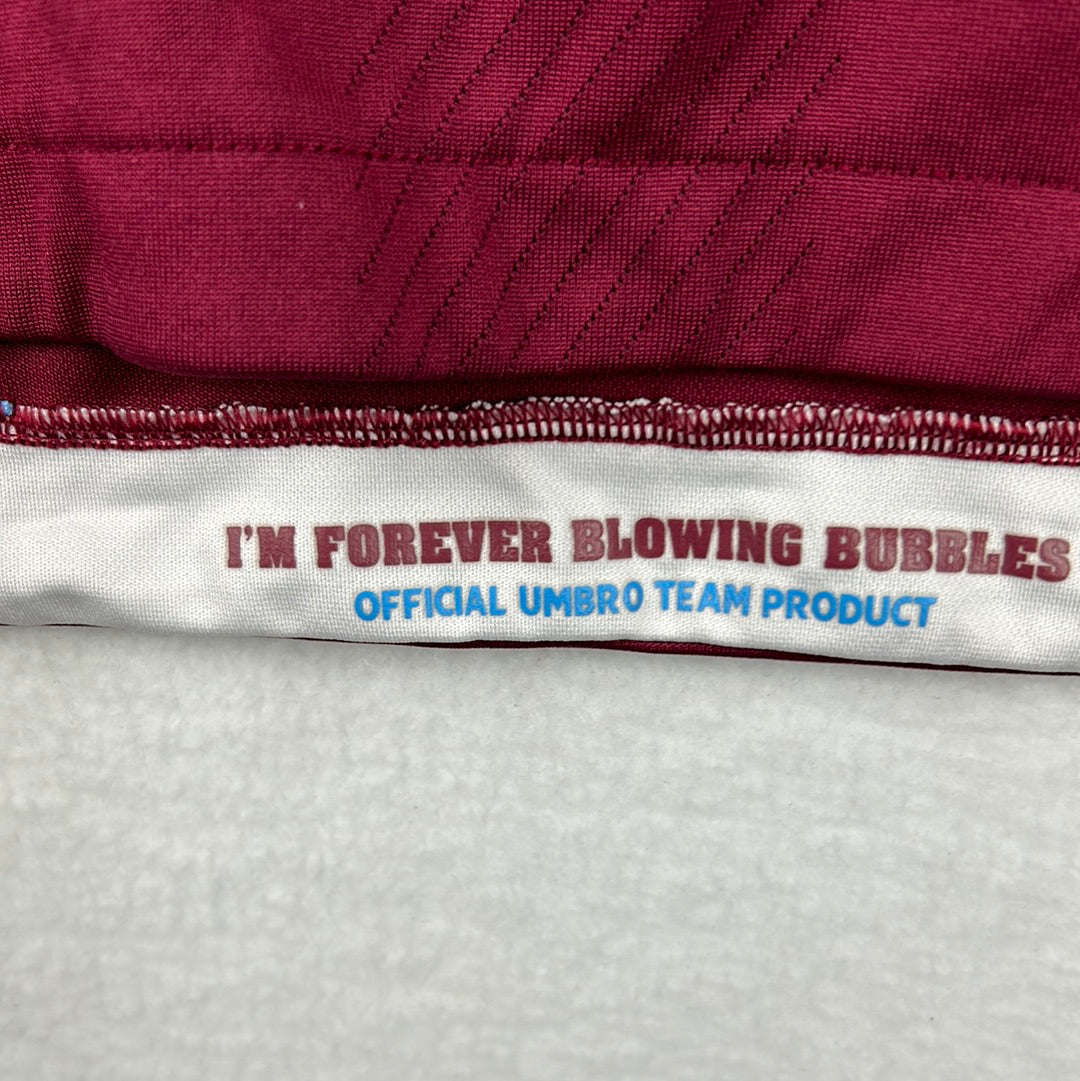 I'M FOREVER BLOWING BUBBLES
OFFICIAL UMBRO TEAM PRODUCT